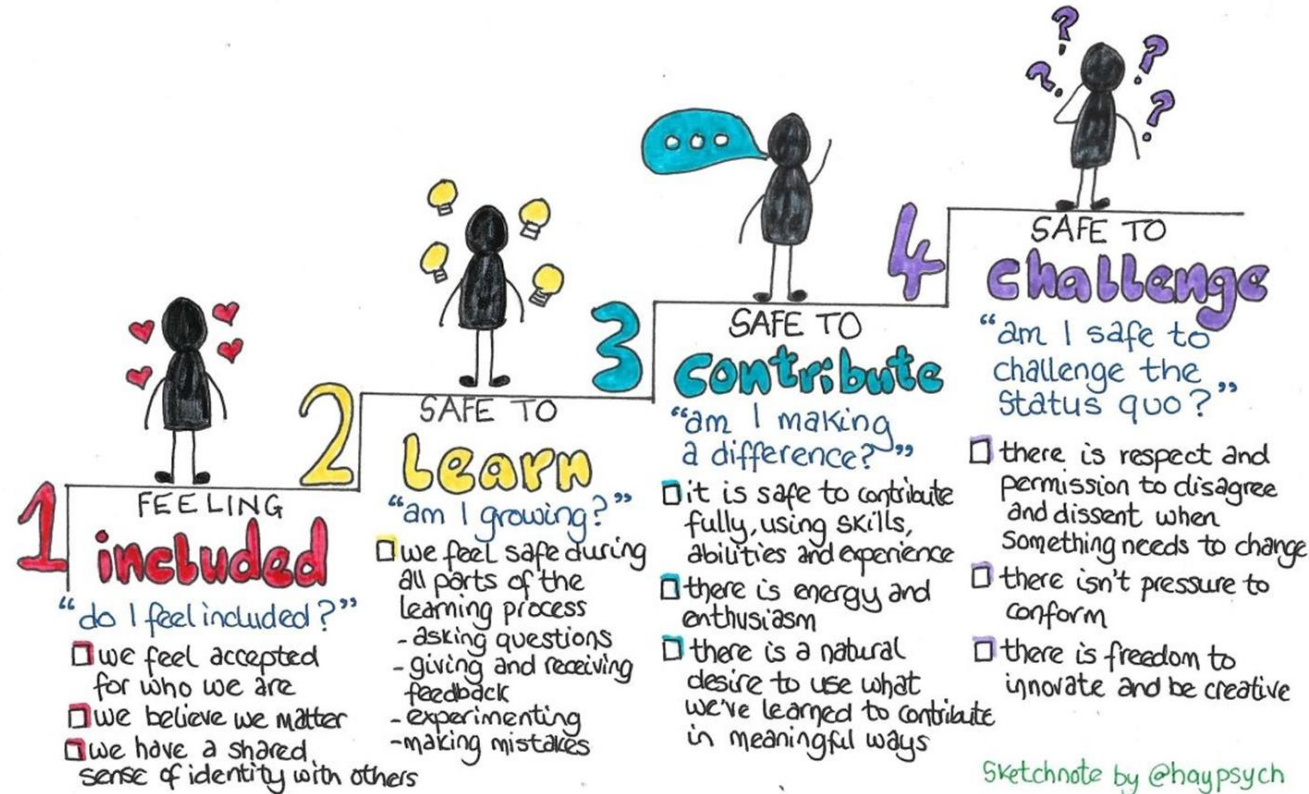 1
FEELING
included
“do I feel included?”
we feel accepted
for who we are
we believe we matter
we have a shared
sense of identity with others
2
SAFE TO
Learn
“am I growing?”
we feel safe during
all parts of the
learning process
- asking questions
- giving and receiving
feedback
- experimenting
- making mistakes
3
SAFE TO
contribute
“am I making
a difference?”
it is safe to contribute
fully, using skills,
abilities and experience
there is energy and
enthusiasm
there is a natural
desire to use what
we've learned to contribute
in meaningful ways
4
SAFE TO
challenge
“am I safe to
challenge the
status quo?”
there is respect and
permission to disagree
and dissent when
something needs to change
there isn't pressure to
conform
there is freedom to
innovate and be creative
? ? ? ?
Sketchnote by @haypsych